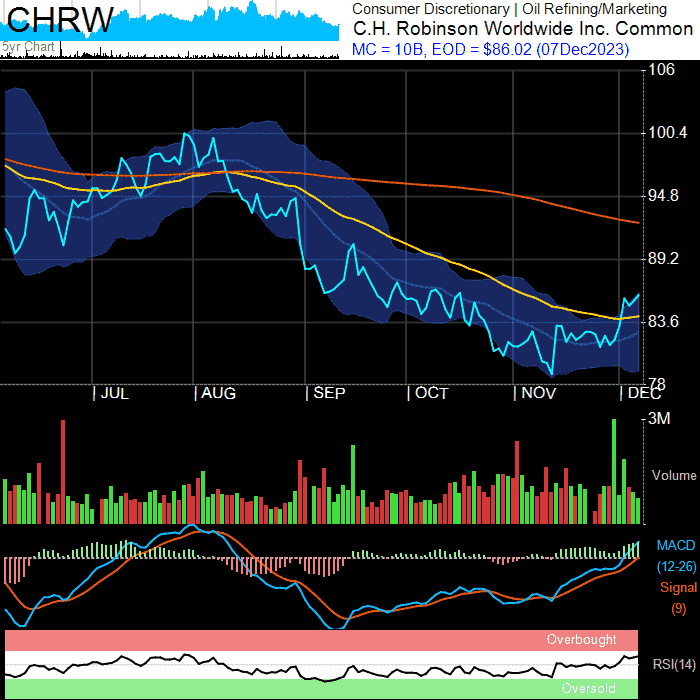 CHRW
5yr Chart
Consumer Discretionary | Oil Refining/Marketing
C.H. Robinson Worldwide Inc. Common
MC = 10B, EOD = $86.02 (07Dec2023)
106
100.4
94.8
89.2
83.6
78
JUL AUG SEP OCT NOV DEC
3M
Volume
MACD
(12-26)
Signal
(9)
Overbought
RSI(14)
Oversold